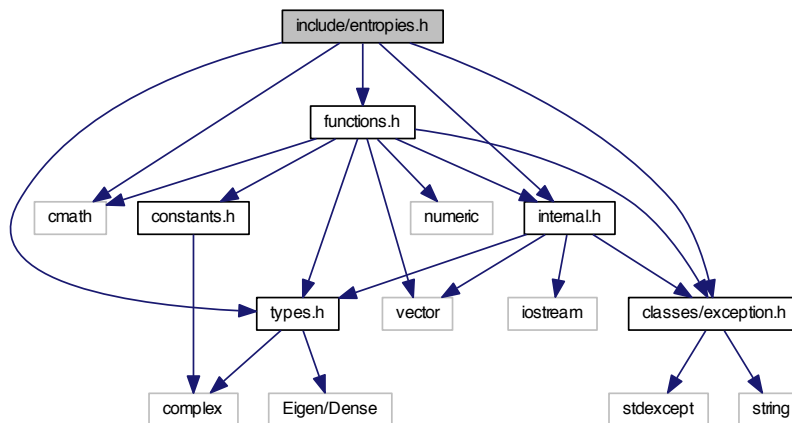 include/entropies.h
functions.h
cmath
constants.h
numeric
internal.h
types.h
vector
iostream
classes/exception.h
complex
Eigen/Dense
stdexcept
string